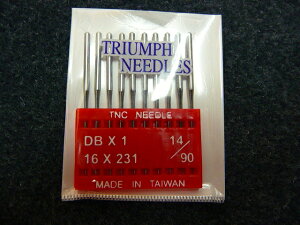 TRIUMPH
NEEDLES
TNC NEEDLE
DB X 1 14
16 X 231 / 90
MADE IN TAIWAN